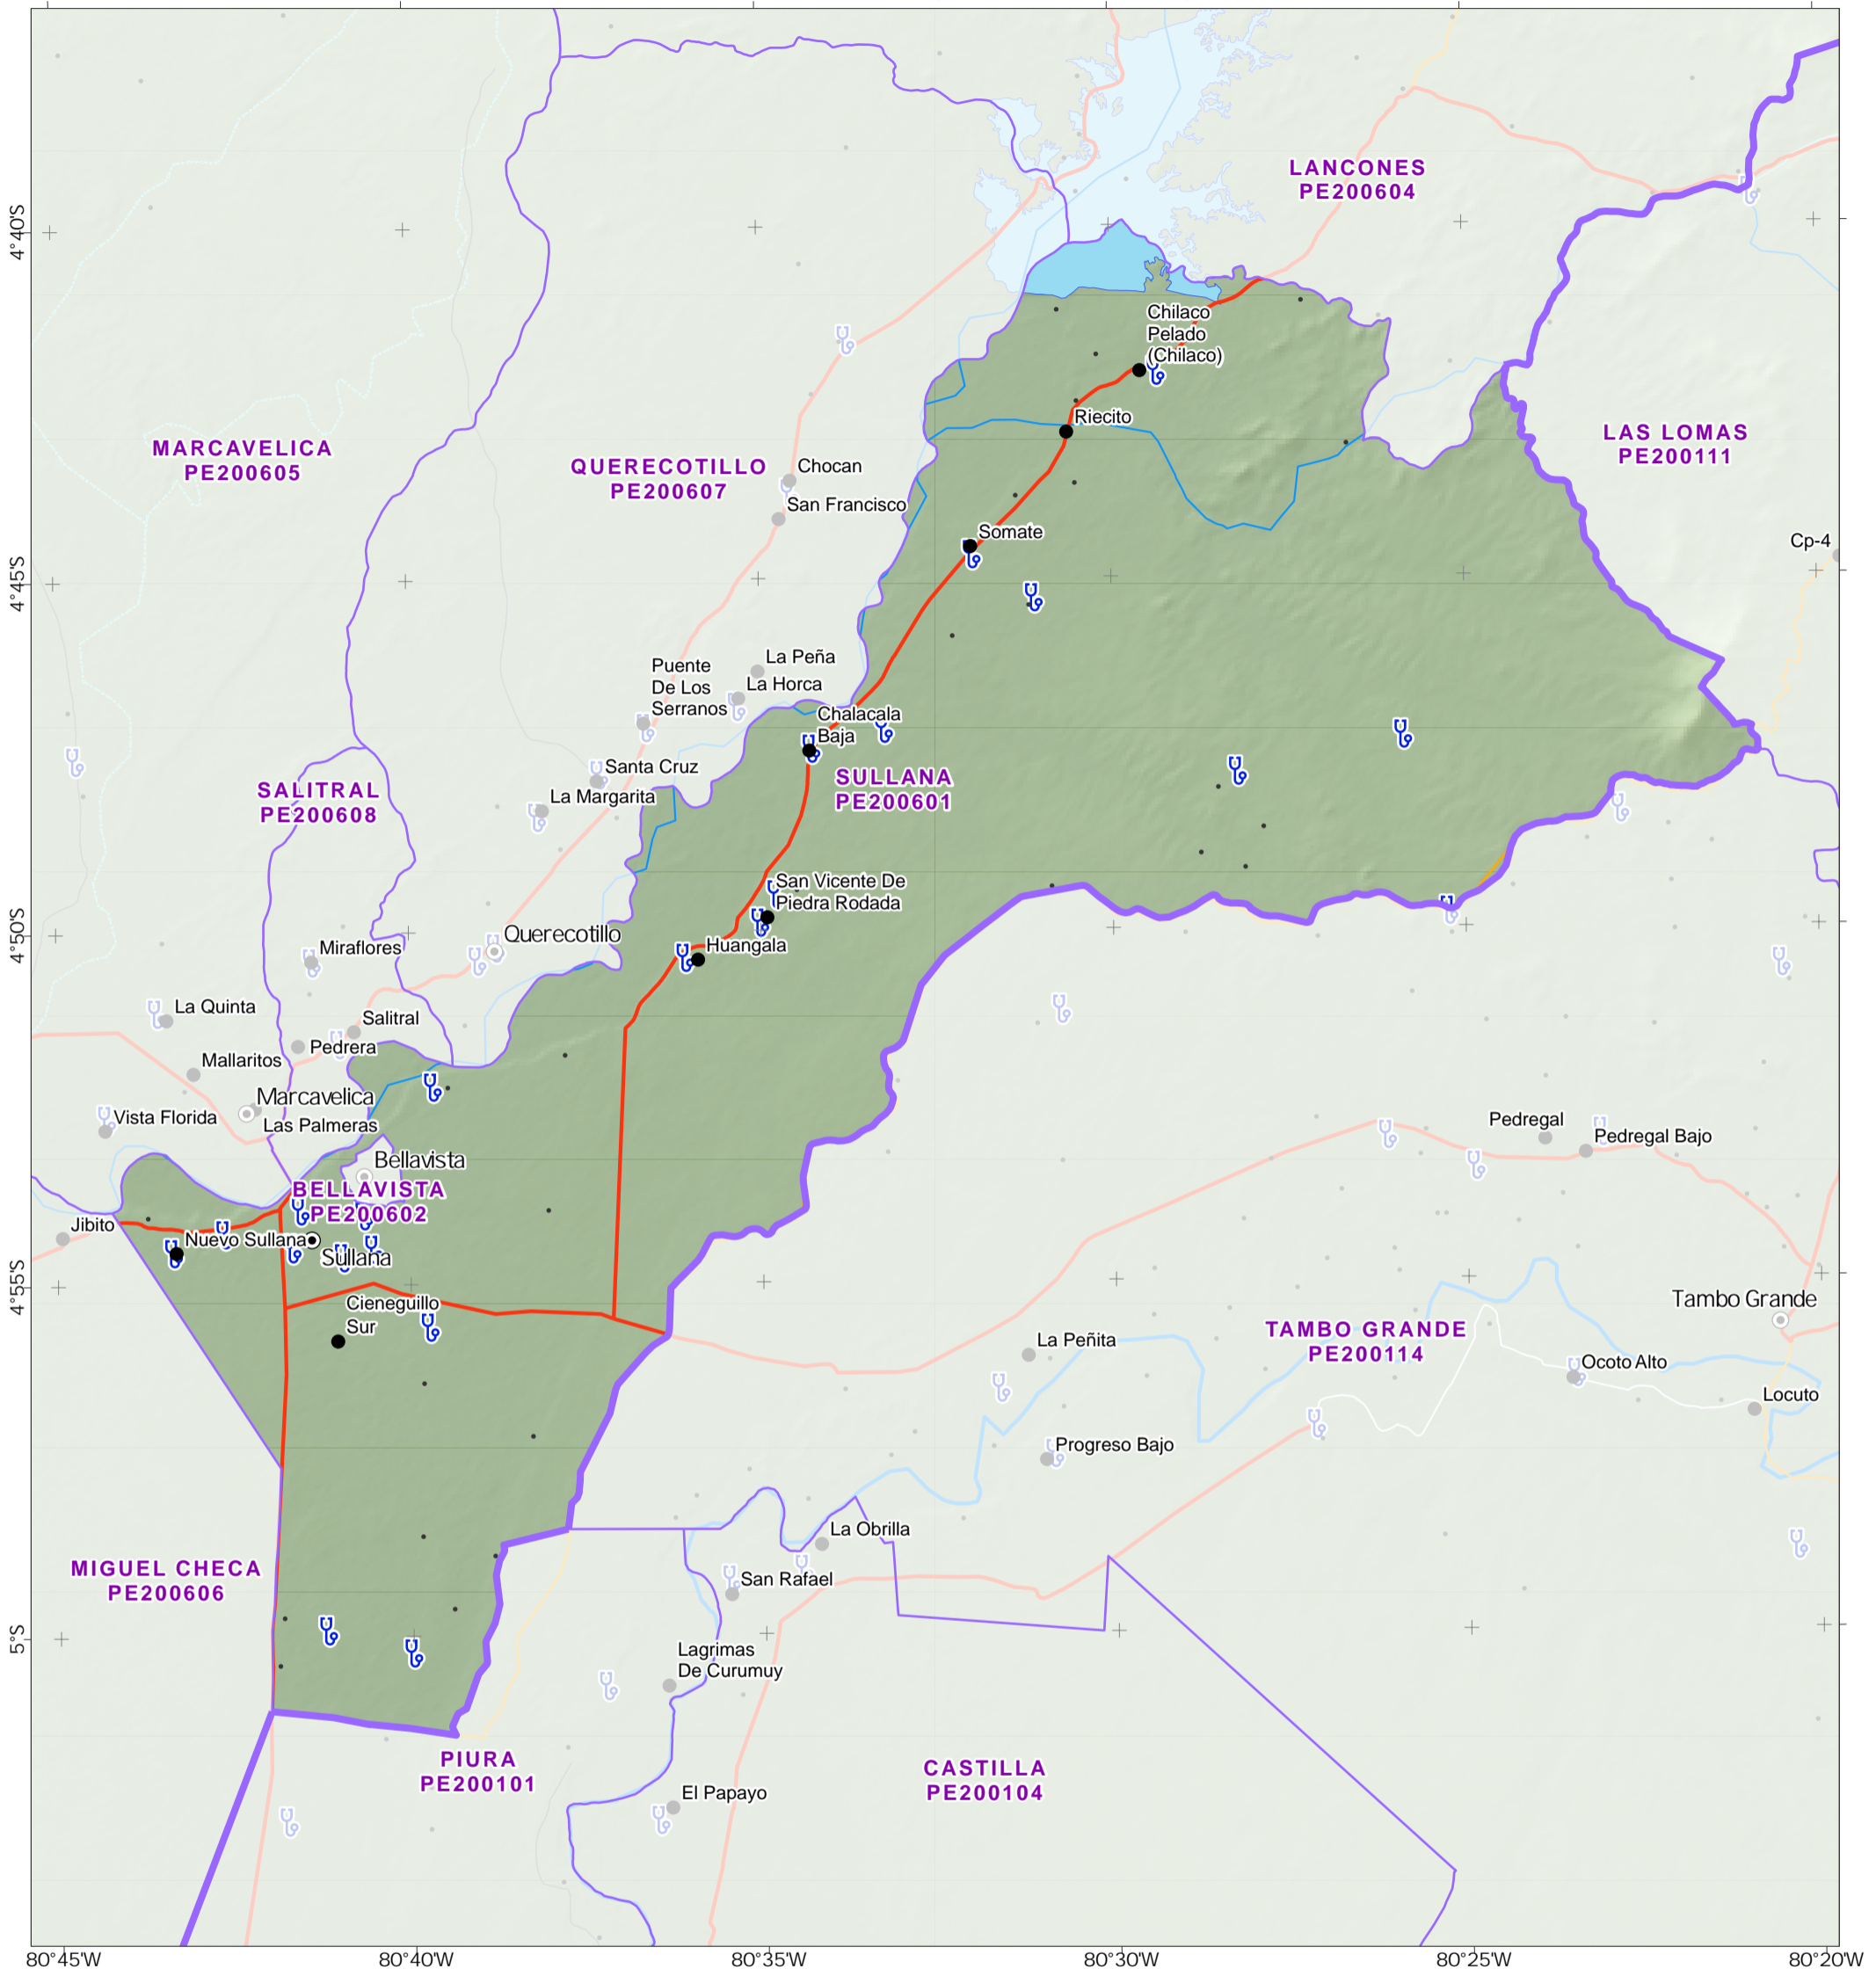 LANCONES
PE200604
4°40'S
Chilaco
Pelado
(Chilaco)
Riecito
MARCAVELICA
PE200605
QUERECOTILLO
PE200607
LAS LOMAS
PE200111
Chocan
San Francisco
Somate
Cp-4
4°45'S
La Peña
Puente
De Los
Serranos
La Horca
Chalacala
Baja
Santa Cruz
SULLANA
PE200601
SALITRAL
PE200608
La Margarita
San Vicente De
Piedra Rodada
4°50'S
Querecotillo
Huangala
Miraflores
La Quinta
Salitral
Pedrera
Mallaritos
Marcavelica
Vista Florida
Las Palmeras
Pedregal
Pedregal Bajo
Bellavista
BELLAVISTA
PE200602
Jibito
Nuevo Sullana
Sullana
4°55'S
Cieneguillo
Sur
Tambo Grande
TAMBO GRANDE
PE200114
La Peñita
Ocoto Alto
Locuto
Progreso Bajo
La Obrilla
MIGUEL CHECA
PE200606
San Rafael
5°S
Lagrimas
De Curumuy
PIURA
PE200101
CASTILLA
PE200104
El Papayo
80°45'W
80°40'W
80°35'W
80°30'W
80°25'W
80°20'W